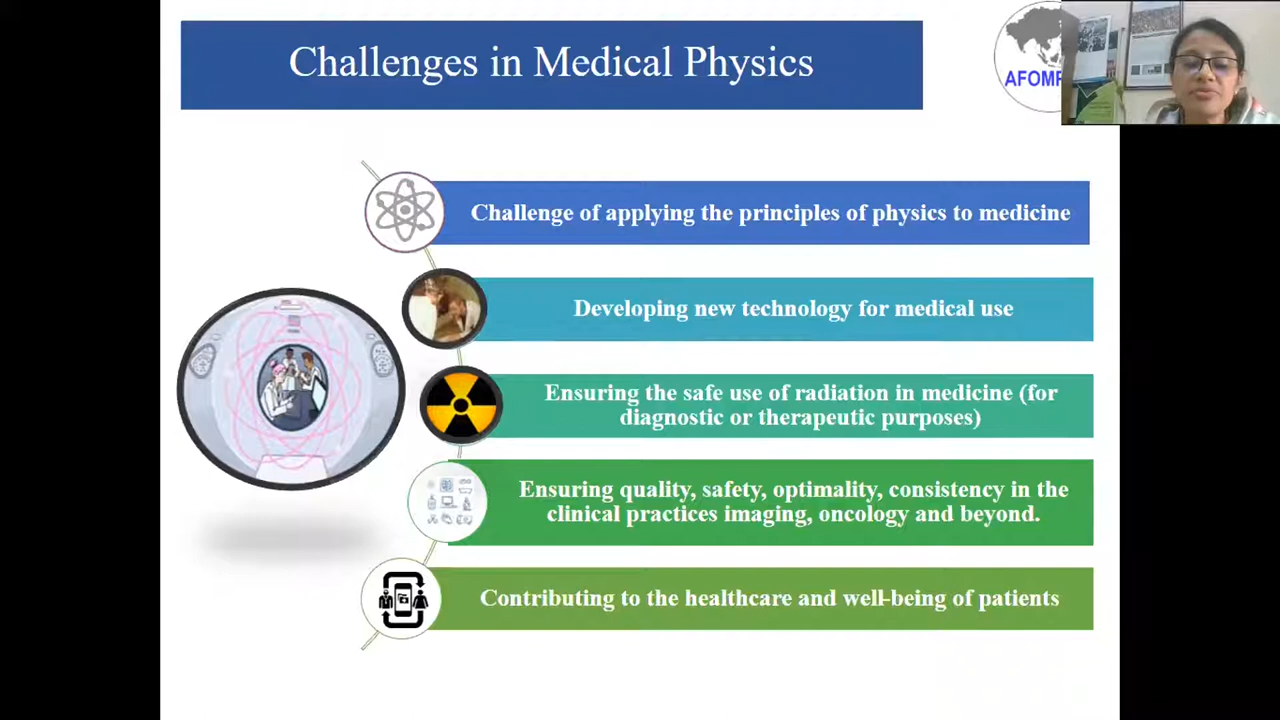 Challenges in Medical Physics
Challenge of applying the principles of physics to medicine
Developing new technology for medical use
Ensuring the safe use of radiation in medicine (for
diagnostic or therapeutic purposes)
Ensuring quality, safety, optimality, consistency in the
clinical practices imaging, oncology and beyond.
Contributing to the healthcare and well-being of patients